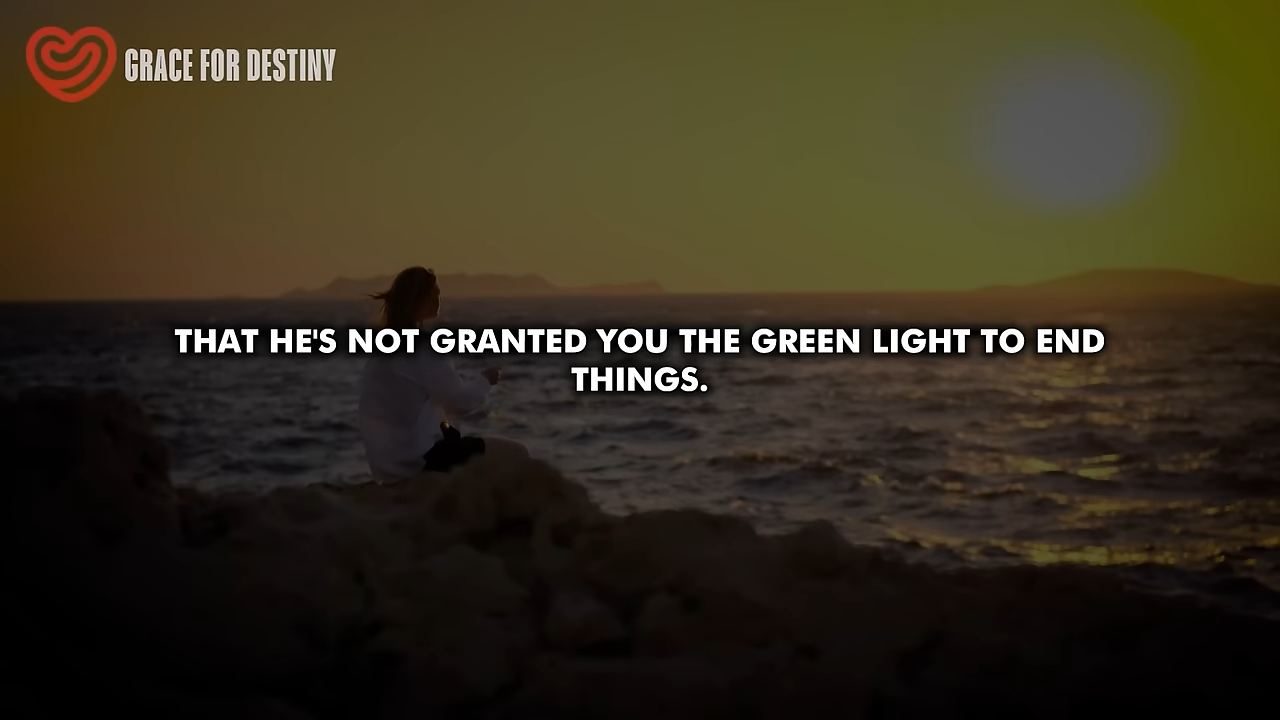 GRACE FOR DESTINY
THAT HE'S NOT GRANTED YOU THE GREEN LIGHT TO END
THINGS.